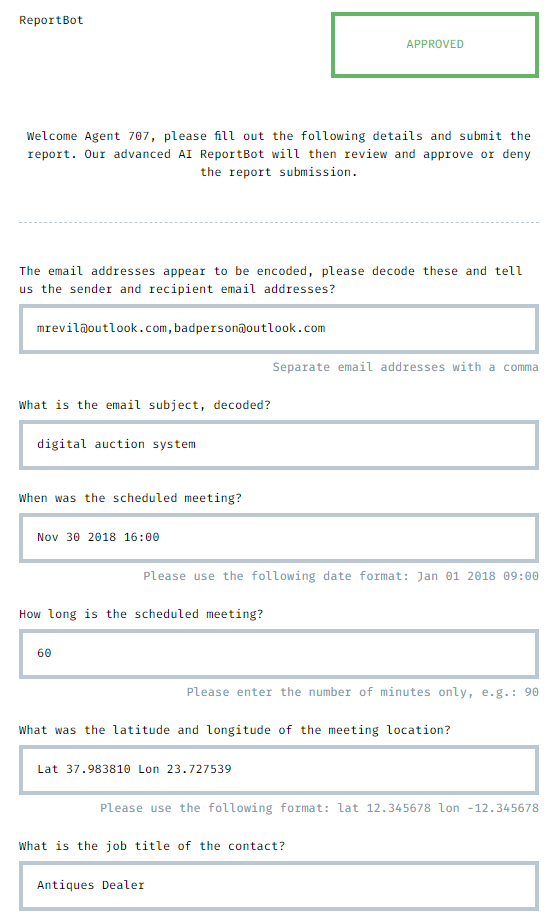 ReportBot
APPROVED
Welcome Agent 707, please fill out the following details and submit the
report. Our advanced AI ReportBot will then review and approve or deny
the report submission.
The email addresses appear to be encoded, please decode these and tell
us the sender and recipient email addresses?
mrevil@outlook.com,badperson@outlook.com
Separate email addresses with a comma
What is the email subject, decoded?
digital auction system
When was the scheduled meeting?
Nov 30 2018 16:00
Please use the following date format: Jan 01 2018 09:00
How long is the scheduled meeting?
60
Please enter the number of minutes only, e.g.: 90
What was the latitude and longitude of the meeting location?
Lat 37.983810 Lon 23.727539
Please use the following format: lat 12.345678 lon -12.345678
What is the job title of the contact?
Antiques Dealer